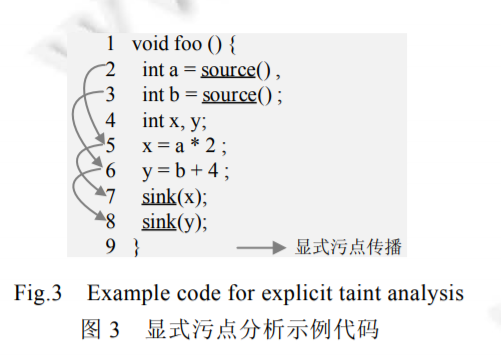 1 void foo () {
2 int a = source() ,
3 int b = source() ;
4 int x, y;
5 x = a * 2 ;
6 y = b + 4 ;
7 sink(x);
8 sink(y);
9 } 显式污点传播
Fig.3 Example code for explicit taint analysis
图 3 显式污点分析示例代码